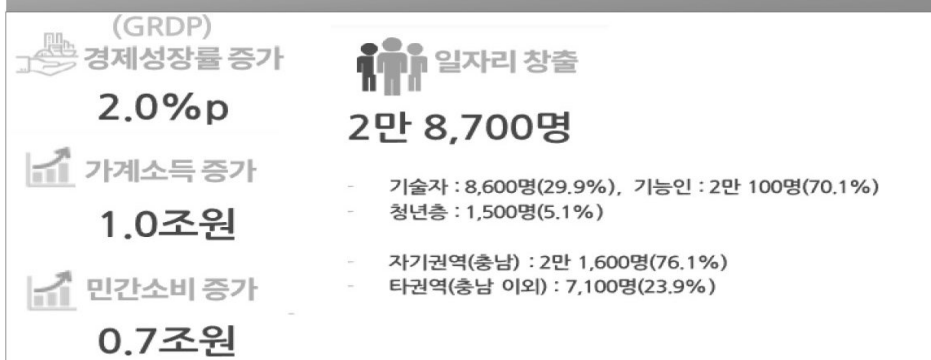 (GRDP)
경제성장률 증가
2.0%p
가계소득 증가
1.0조원
민간소비 증가
0.7조원
일자리 창출
2만 8,700명
- 기술자 : 8,600명(29.9%), 기능인 : 2만 100명(70.1%)
- 청년층 : 1,500명(5.1%)
- 자기권역(충남) : 2만 1,600명(76.1%)
- 타권역(충남 이외) : 7,100명(23.9%)